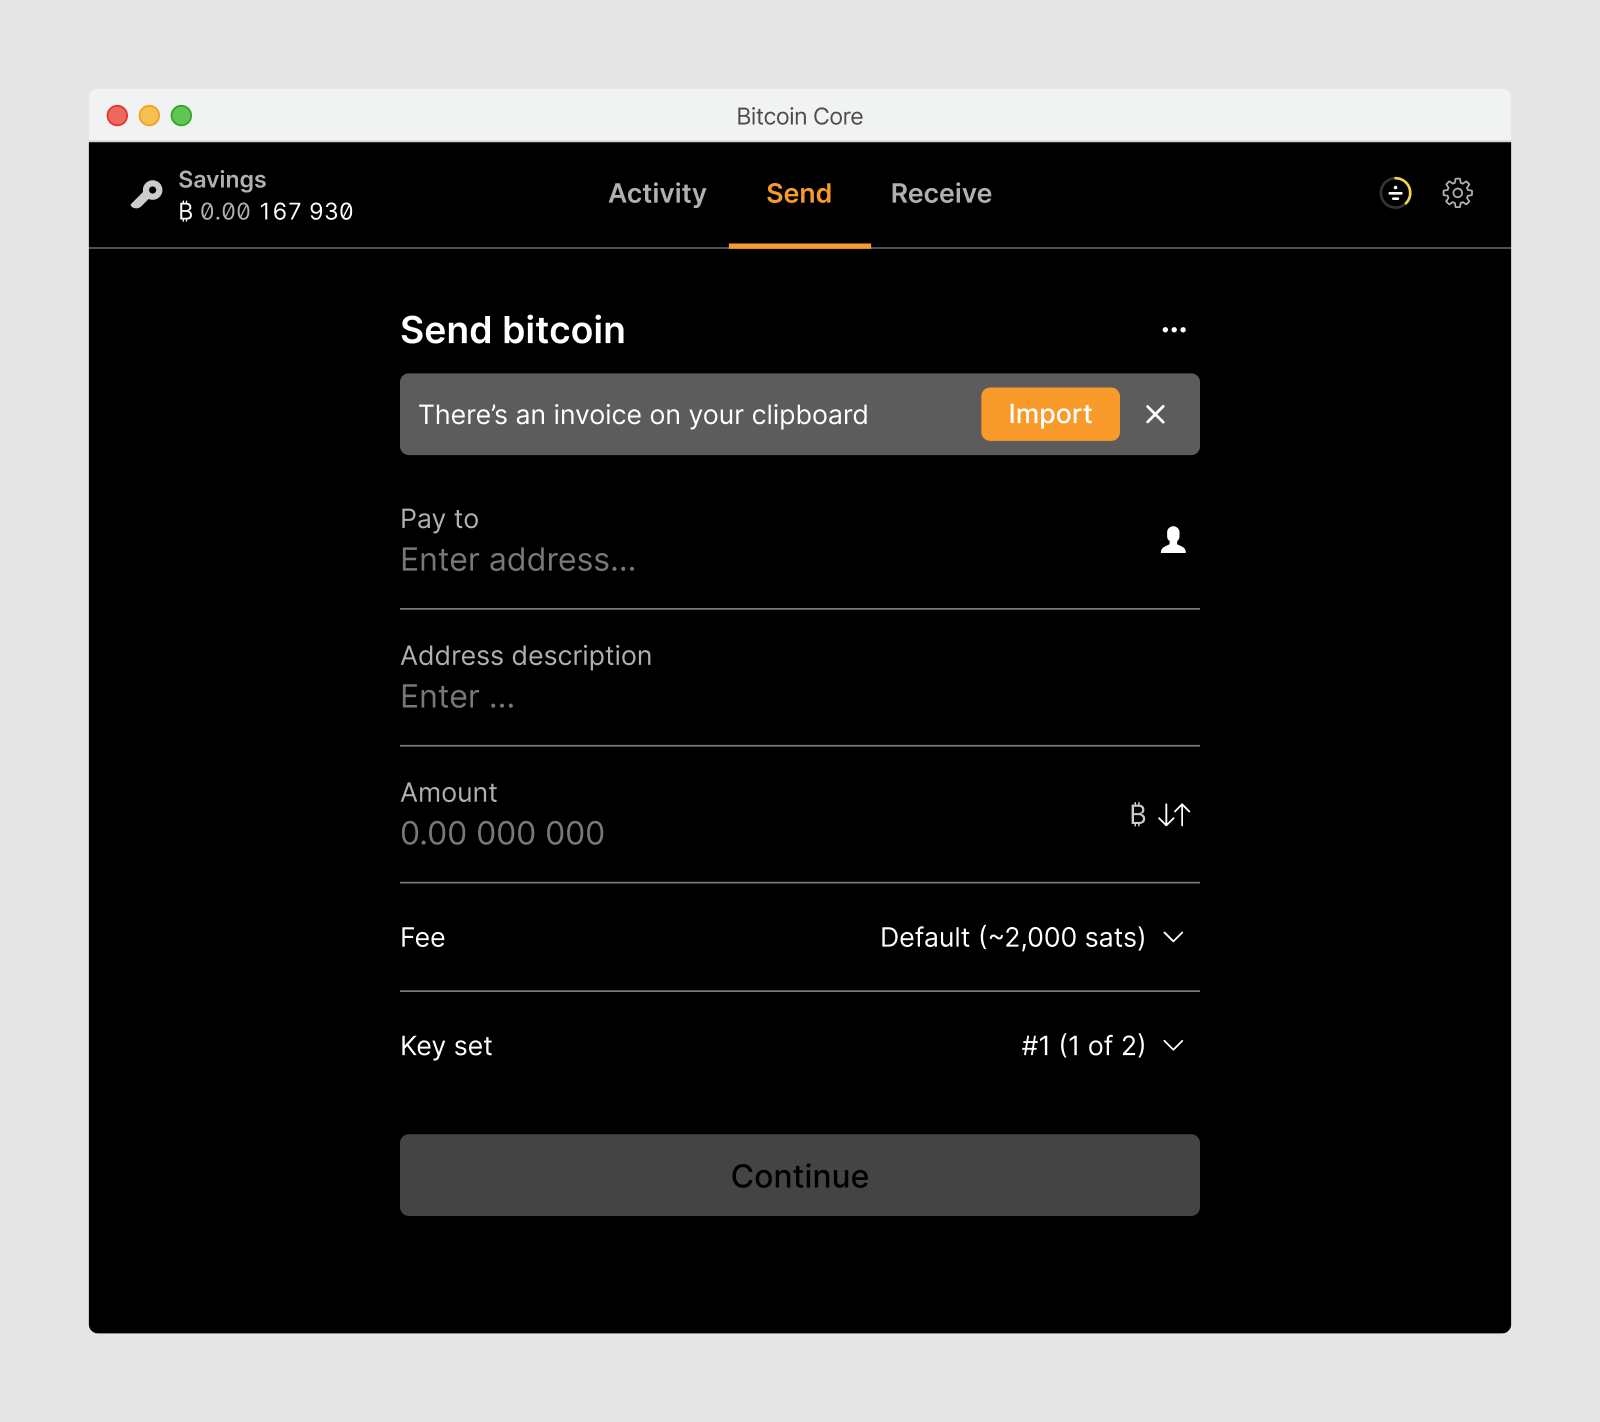 Bitcoin Core
Savings
₿ 0.00 167 930
Activity
Send
Receive
Send bitcoin
There’s an invoice on your clipboard
Import
Pay to
Enter address...
Address description
Enter ...
Amount
0.00 000 000
₿
Fee
Default (~2,000 sats)
Key set
#1 (1 of 2)
Continue